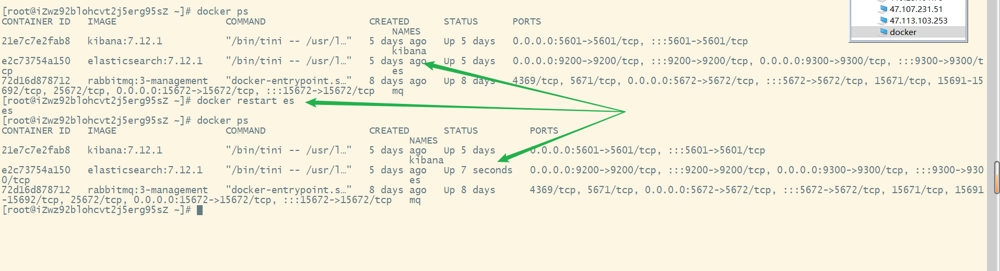 [root@iZwz92blohcvt2j5erg95sZ ~]# docker ps
CONTAINER ID   IMAGE                   COMMAND                  CREATED      STATUS      PORTS
NAMES
21e7c7e2fab8   kibana:7.12.1           "/bin/tini -- /usr/l…"   5 days ago   Up 5 days   0.0.0.0:5601->5601/tcp, :::5601->5601/tcp
kibana
e2c73754a150   elasticsearch:7.12.1    "/bin/tini -- /usr/l…"   5 days ago   Up 5 days   0.0.0.0:9200->9200/tcp, :::9200->9200/tcp, 0.0.0.0:9300->9300/tcp, :::9300->9300/t
cp                                                                  es
72d16d878712   rabbitmq:3-management   "docker-entrypoint.s…"   8 days ago   Up 8 days   4369/tcp, 5671/tcp, 0.0.0.0:5672->5672/tcp, :::5672->5672/tcp, 15671/tcp, 15691-15
692/tcp, 25672/tcp, 0.0.0.0:15672->15672/tcp, :::15672->15672/tcp   mq
[root@iZwz92blohcvt2j5erg95sZ ~]# docker restart es
es
[root@iZwz92blohcvt2j5erg95sZ ~]# docker ps
CONTAINER ID   IMAGE                   COMMAND                  CREATED      STATUS         PORTS
NAMES
21e7c7e2fab8   kibana:7.12.1           "/bin/tini -- /usr/l…"   5 days ago   Up 5 days      0.0.0.0:5601->5601/tcp, :::5601->5601/tcp
kibana
e2c73754a150   elasticsearch:7.12.1    "/bin/tini -- /usr/l…"   5 days ago   Up 7 seconds   0.0.0.0:9200->9200/tcp, :::9200->9200/tcp, 0.0.0.0:9300->9300/tcp, :::9300->930
0/tcp                                                                  es
72d16d878712   rabbitmq:3-management   "docker-entrypoint.s…"   8 days ago   Up 8 days      4369/tcp, 5671/tcp, 0.0.0.0:5672->5672/tcp, :::5672->5672/tcp, 15671/tcp, 15691
-15692/tcp, 25672/tcp, 0.0.0.0:15672->15672/tcp, :::15672->15672/tcp   mq
[root@iZwz92blohcvt2j5erg95sZ ~]#
47.107.231.51
47.113.103.253
docker